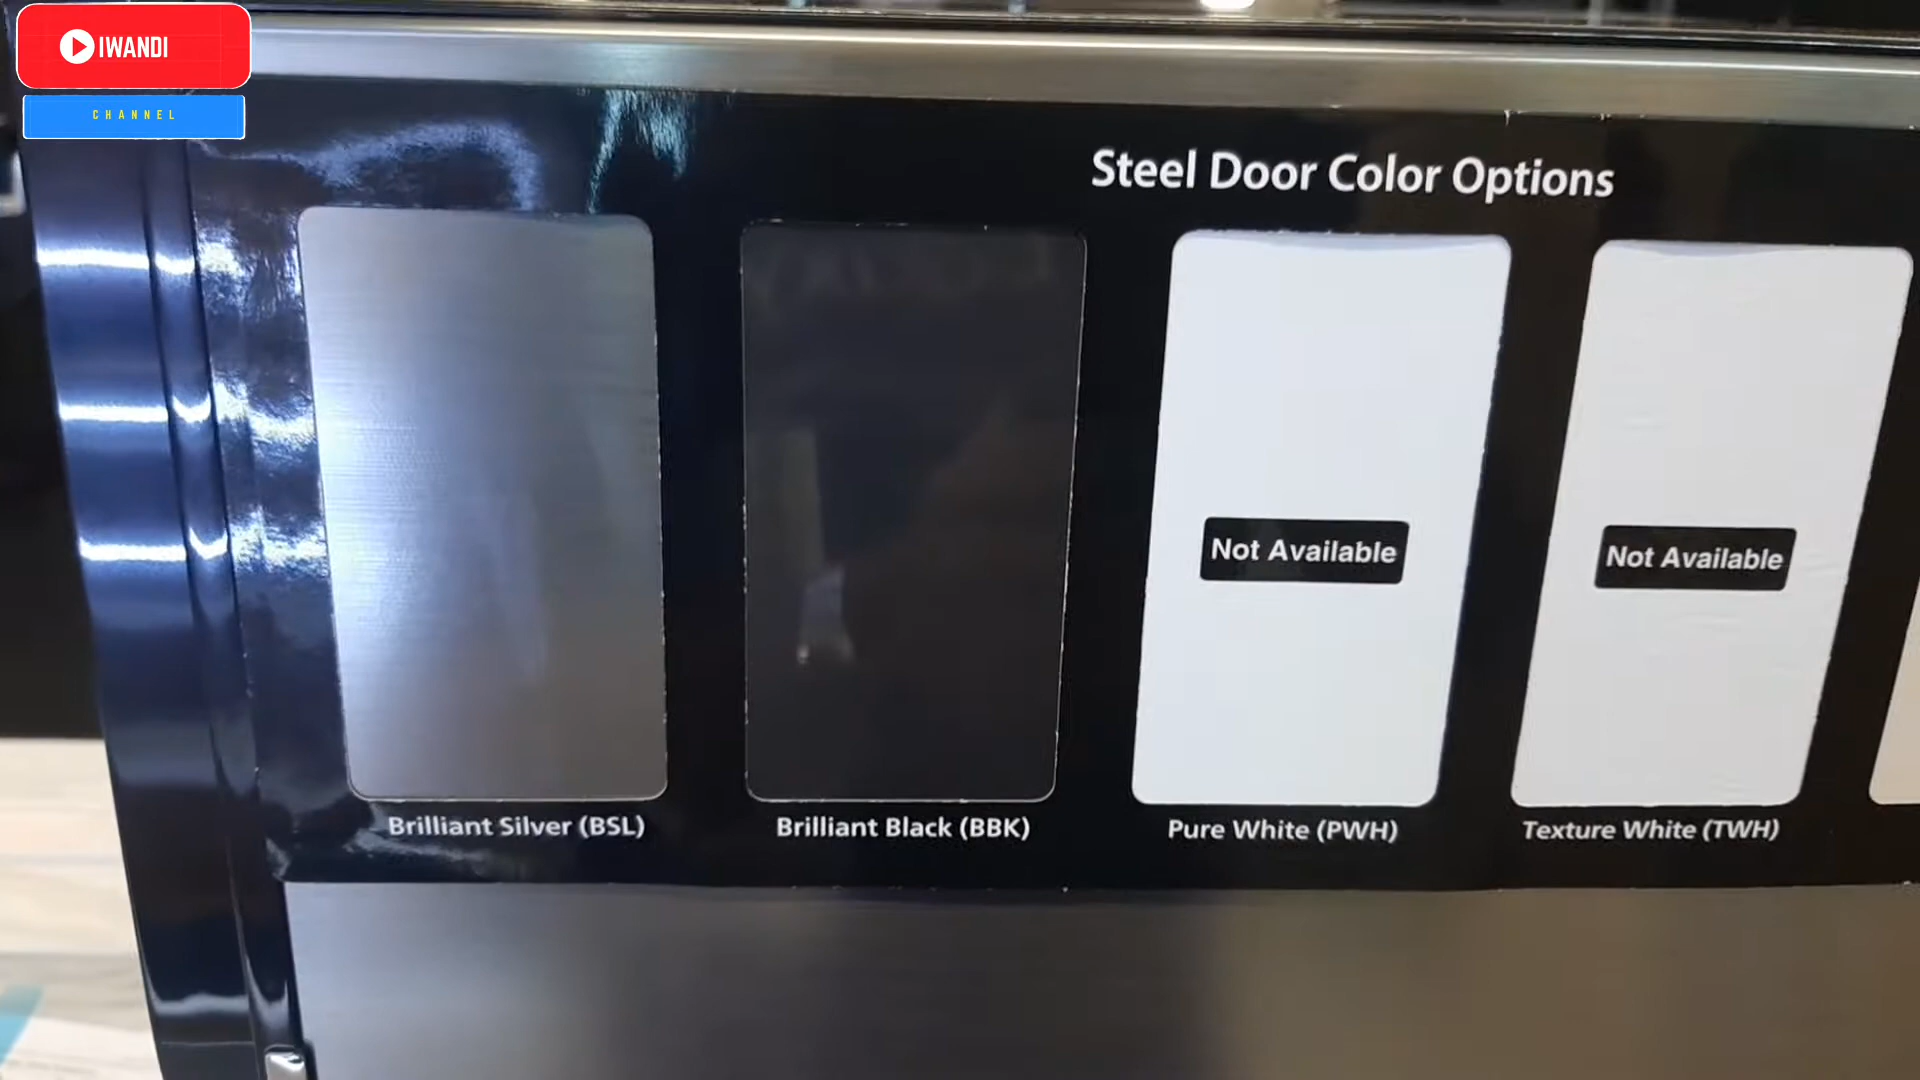 IWANDI
CHANNEL
Steel Door Color Options
Not Available
Not Available
Brilliant Silver (BSL)
Brilliant Black (BBK)
Pure White (PWH)
Texture White (TWH)